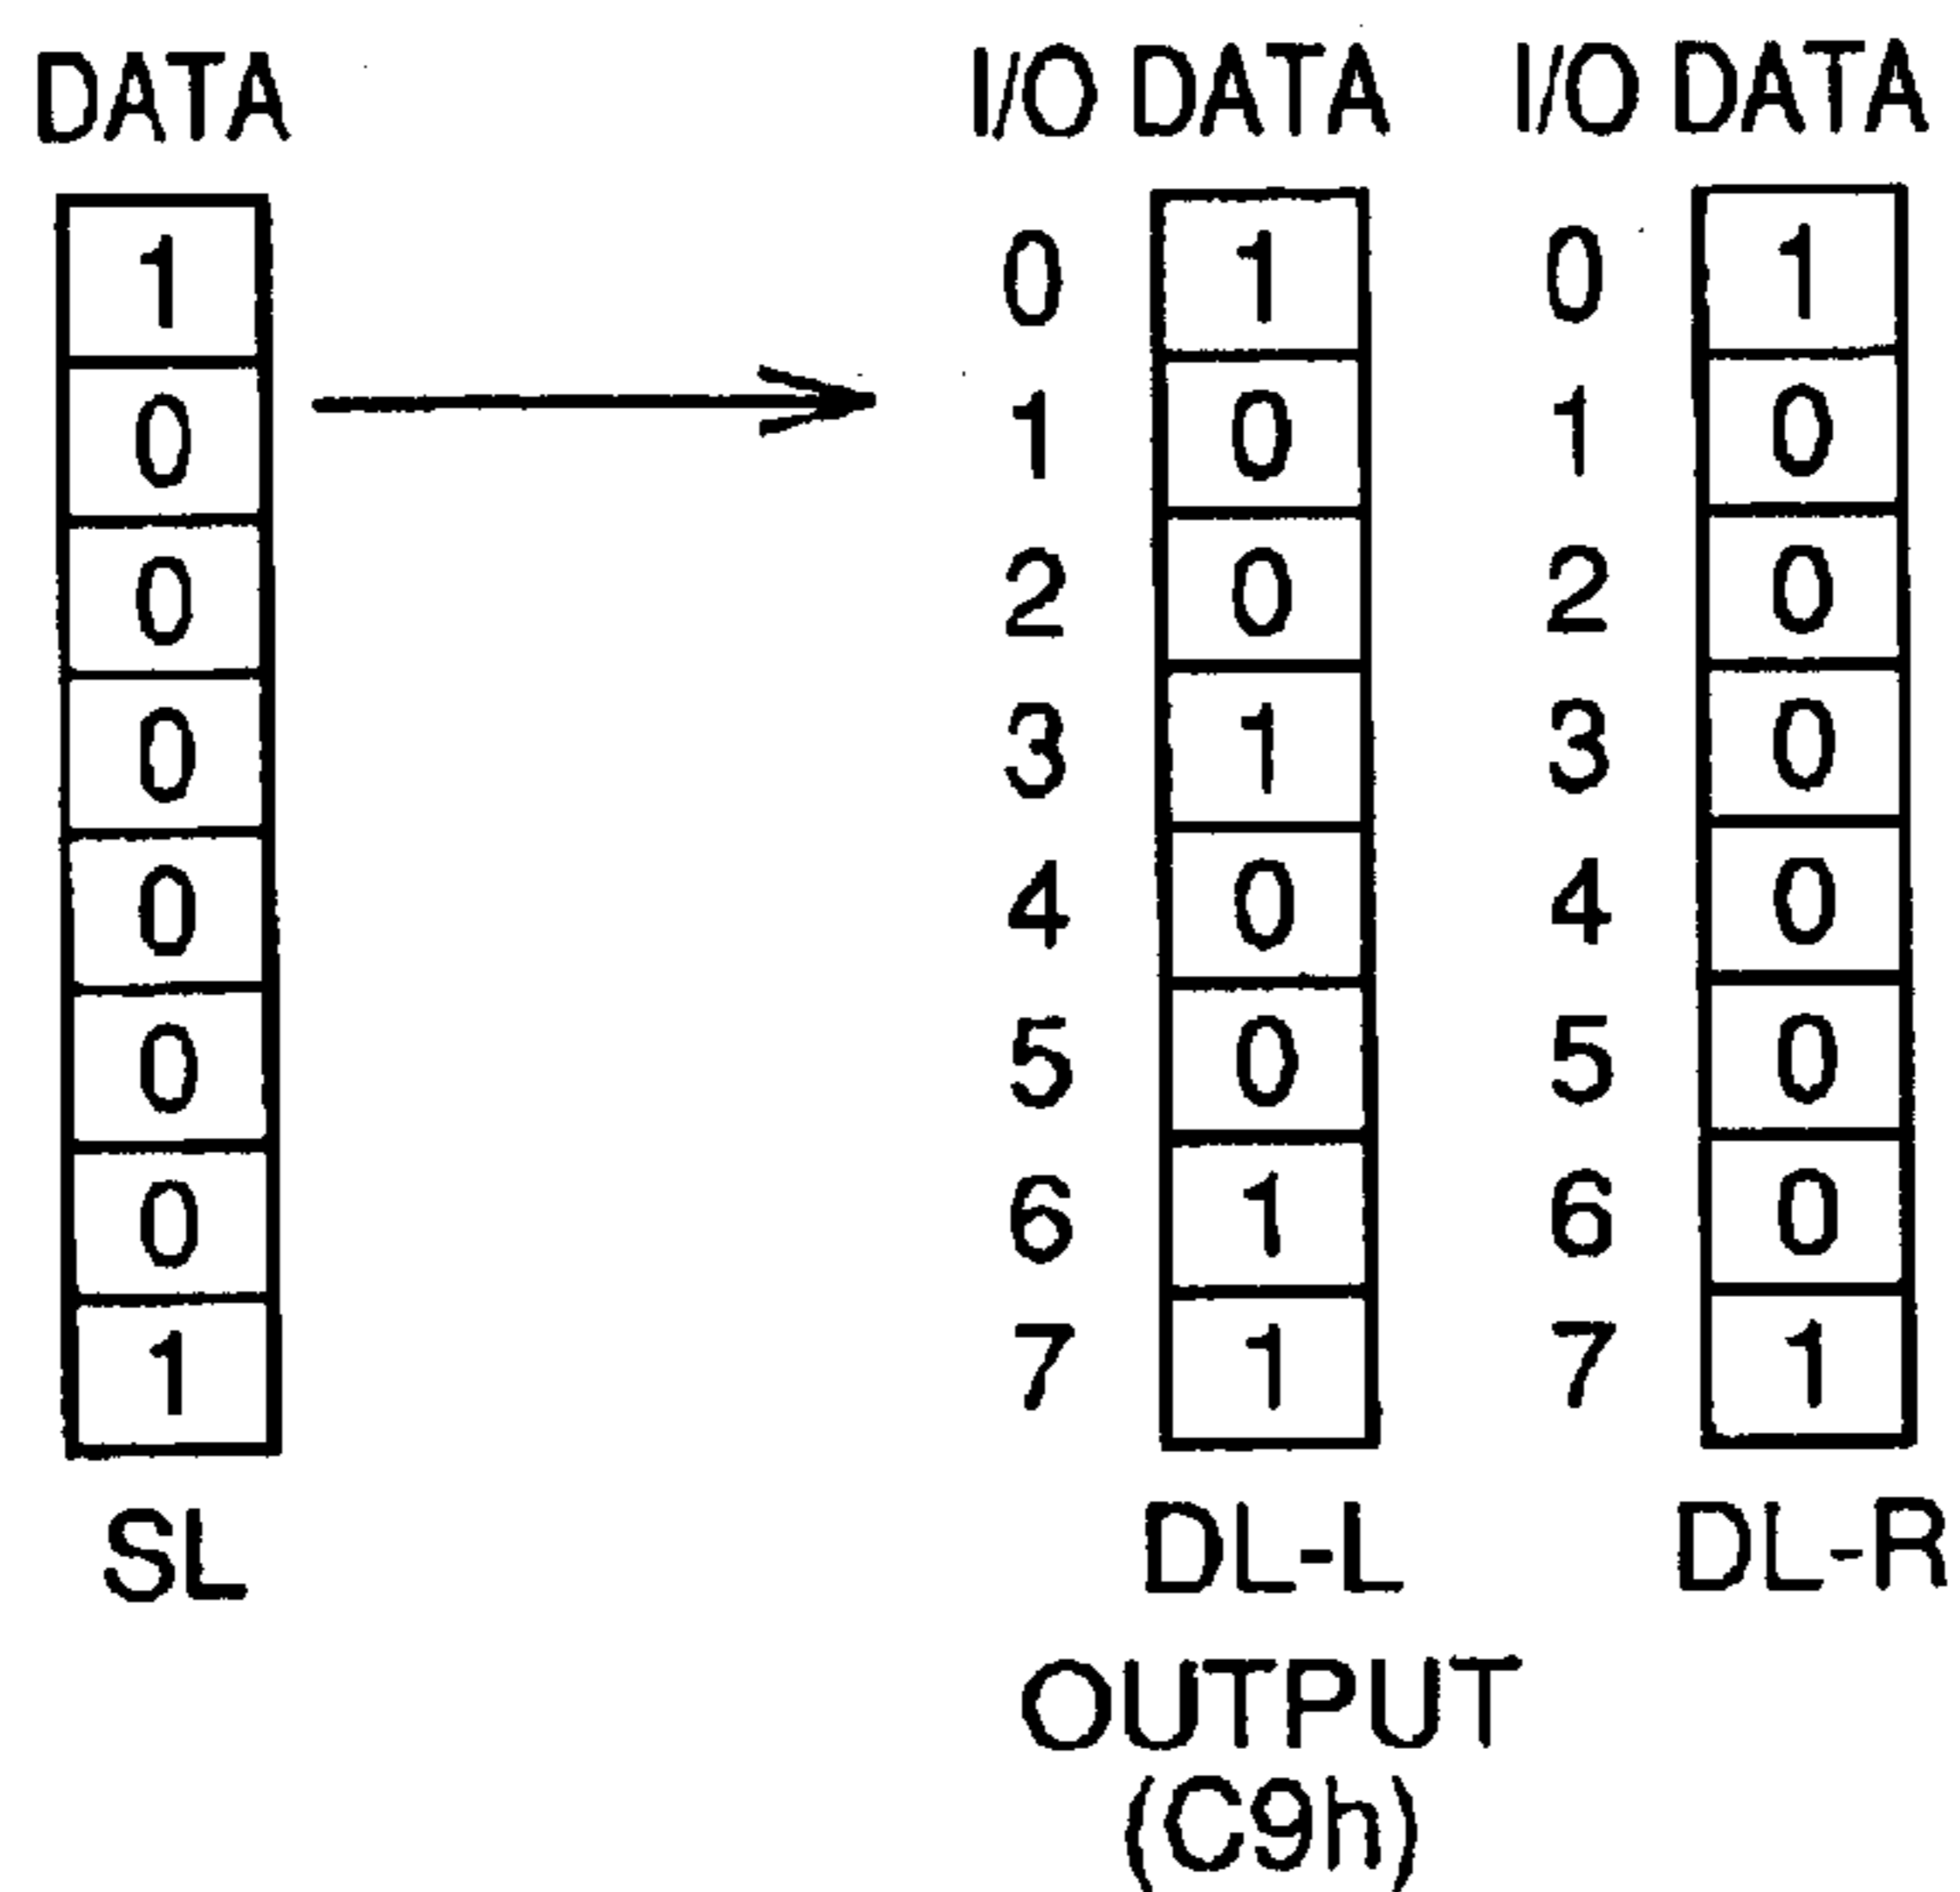 DATA I/O DATA I/O DATA
1 0 1 0 1
0 1 0 1 0
0 2 0 2 0
0 3 1 3 0
0 4 0 4 0
0 5 0 5 0
0 6 1 6 0
1 7 1 7 1
SL DL-L DL-R
OUTPUT
(C9h)